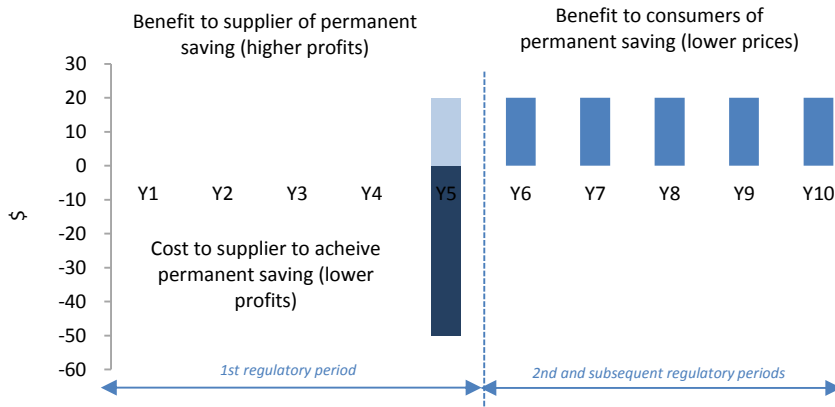 Benefit to supplier of permanent
saving (higher profits)
Benefit to consumers of
permanent saving (lower prices)
30
20
10
0
-10
-20
-30
-40
-50
-60
$
Y1 Y2 Y3 Y4 Y5 Y6 Y7 Y8 Y9 Y10
Cost to supplier to acheive
permanent saving (lower
profits)
1st regulatory period
2nd and subsequent regulatory periods